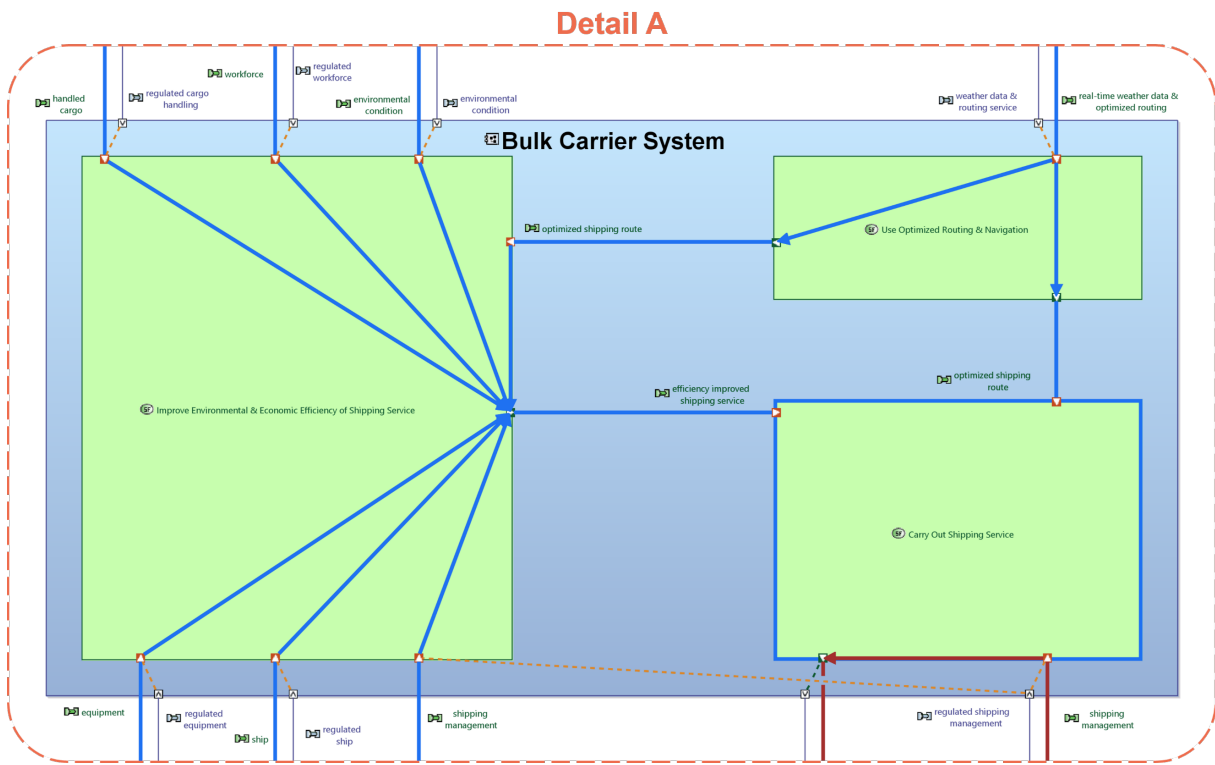 Detail A
handled
cargo
regulated cargo
handling
workforce
regulated
workforce
environmental
condition
environmental
condition
weather data &
routing service
real-time weather data &
optimized routing
Bulk Carrier System
optimized shipping route
SF Use Optimized Routing & Navigation
optimized shipping
route
efficiency improved
shipping service
SF Improve Environmental & Economic Efficiency of Shipping Service
SF Carry Out Shipping Service
equipment
regulated
equipment
ship
regulated
ship
shipping
management
regulated shipping
management
shipping
management